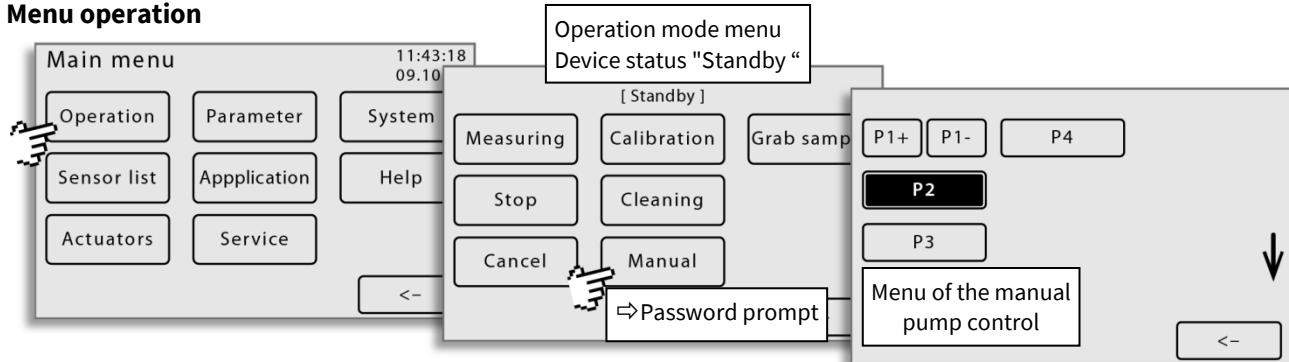 Menu operation
Main menu
11:43:18
09.10
Operation
Parameter
System
Sensor list
Appplication
Help
Actuators
Service
<-
Operation mode menu
Device status "Standby “
[ Standby ]
Measuring
Calibration
Grab samp
Stop
Cleaning
Cancel
Manual
⇨Password prompt
P1+
P1-
P4
P2
P3
Menu of the manual
pump control
<-